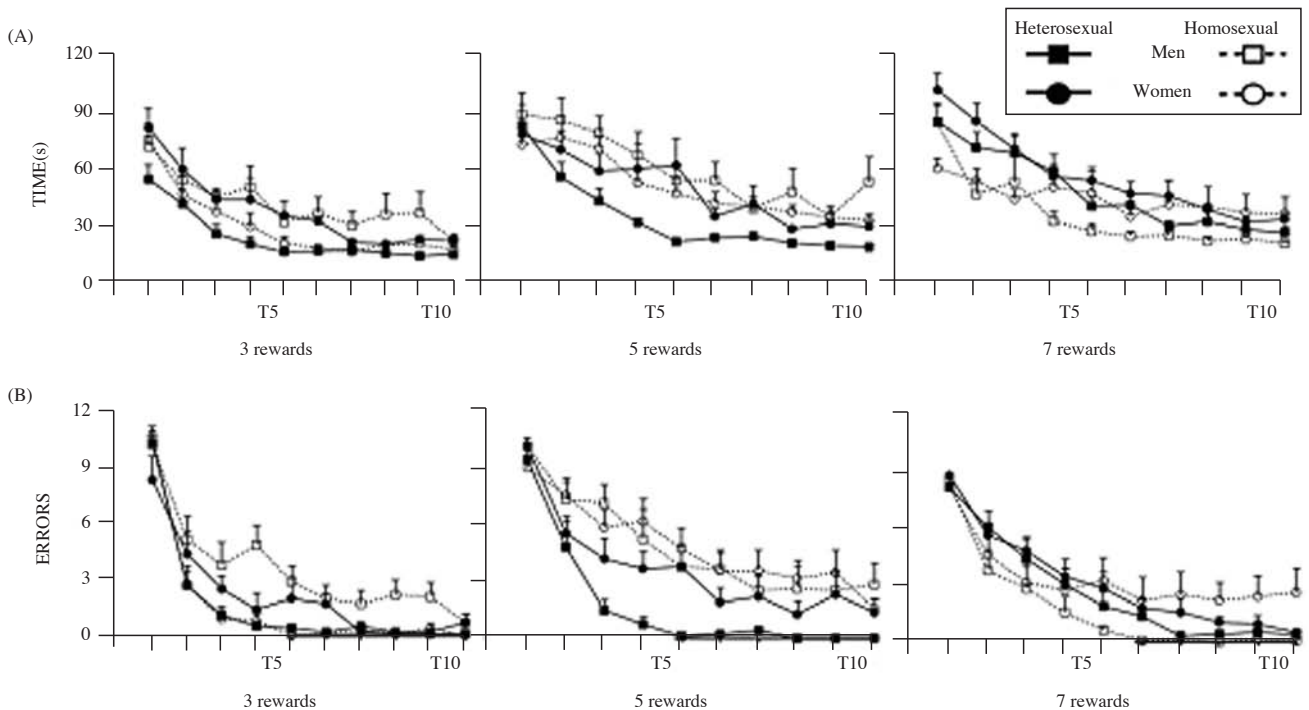 (A)
Heterosexual Homosexual
Men
Women
120
90
60
30
0
TIME(s)
T5 T10 T5 T10 T5 T10
3 rewards 5 rewards 7 rewards
(B)
12
9
6
3
0
ERRORS
T5 T10 T5 T10 T5 T10
3 rewards 5 rewards 7 rewards